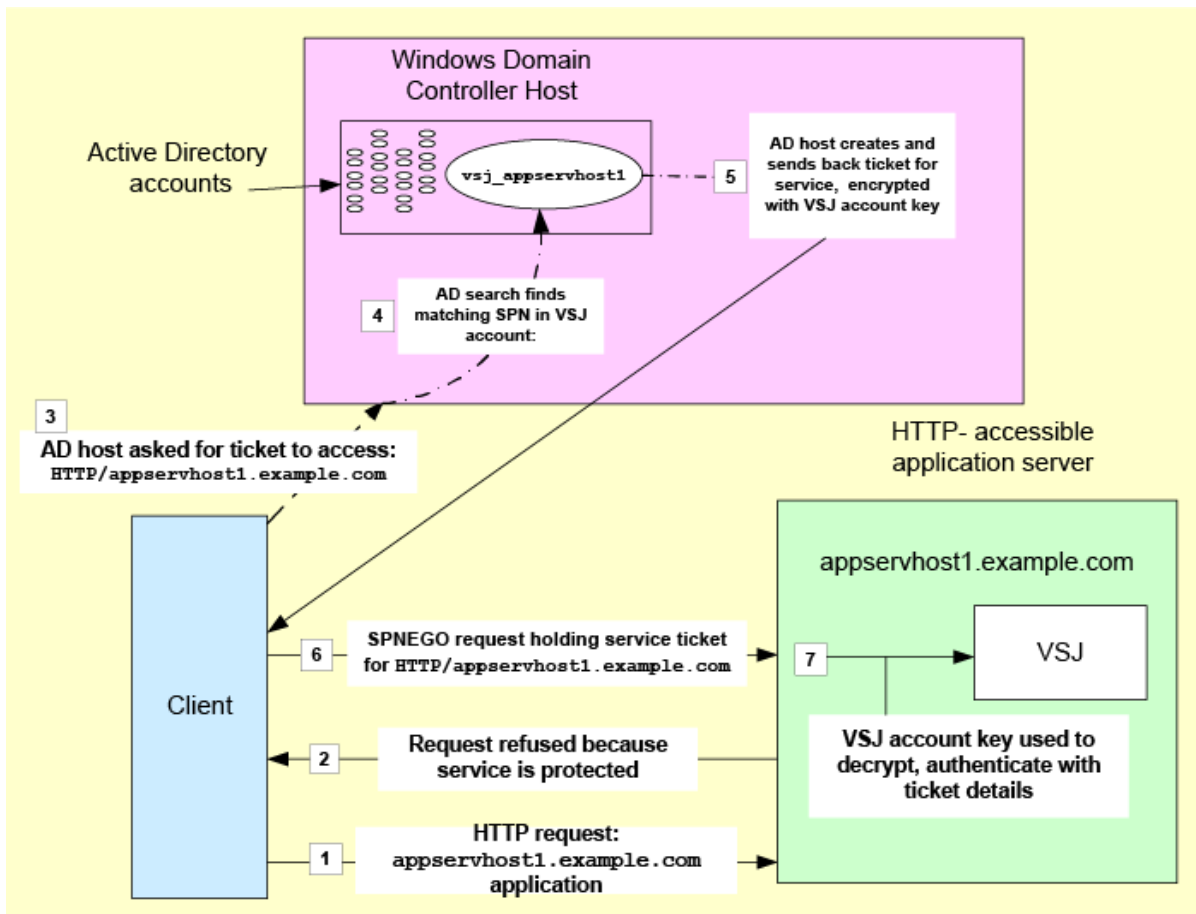 Windows Domain
Controller Host
Active Directory
accounts
vsj_appservhost1
5
AD host creates and
sends back ticket for
service, encrypted
with VSJ account key
4
AD search finds
matching SPN in VSJ
account:
3
AD host asked for ticket to access:
HTTP/appservhost1.example.com
HTTP- accessible
application server
appservhost1.example.com
6
SPNEGO request holding service ticket
for HTTP/appservhost1.example.com
7
VSJ
Client
2
Request refused because
service is protected
VSJ account key used to
decrypt, authenticate with
ticket details
1
HTTP request:
appservhost1.example.com
application